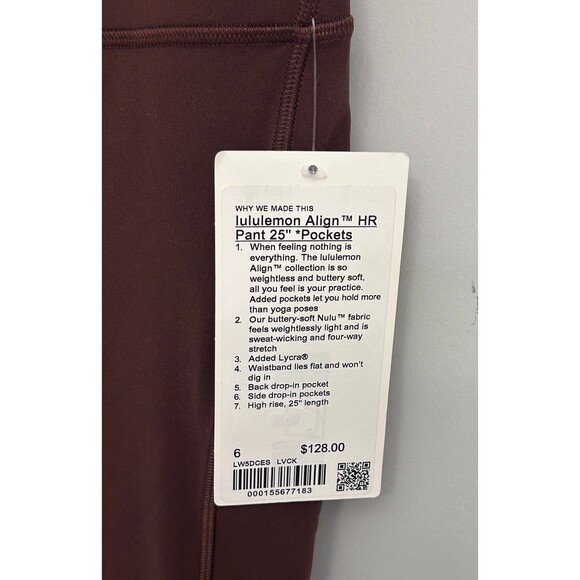 WHY WE MADE THIS
lululemon Align™ HR
Pant 25" *Pockets
1. When feeling nothing is
everything. The lululemon
Align™ collection is so
weightless and buttery soft,
all you feel is your practice.
Added pockets let you hold more
than yoga poses
2. Our buttery-soft Nulu™ fabric
feels weightlessly light and is
sweat-wicking and four-way
stretch
3. Added Lycra®
4. Waistband lies flat and won't
dig in
5. Back drop-in pocket
6. Side drop-in pockets
7. High rise, 25" length
6 $128.00
LW5DCES LVCK
000155677183